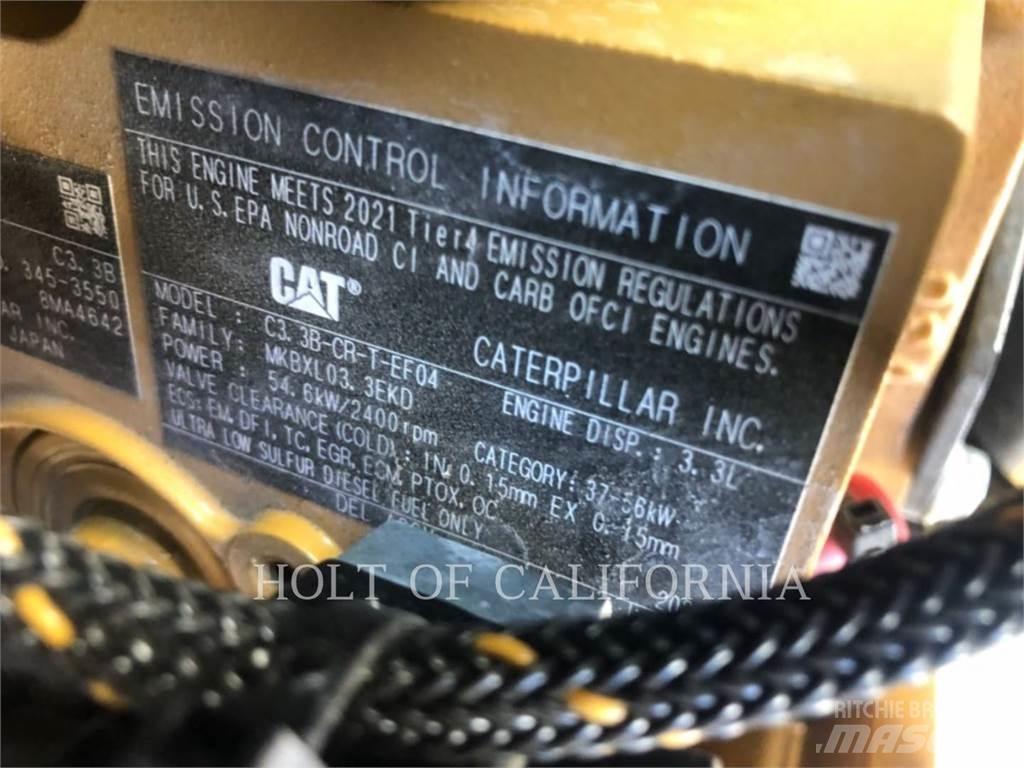 EMISSION CONTROL INFORMATION
THIS ENGINE MEETS 2021 Tier4 EMISSION REGULATIONS
FOR U.S. EPA NONROAD CI AND CARB OFCI ENGINES.
CAT®
CATERPILLAR INC.
MODEL : C3.3B-CR-T-EF04
ENGINE DISP. : 3.3L
FAMILY: MKBXL03.3EKD
POWER : 54.6kW/2400rpm
CATEGORY: 37-56kW
VALVE CLEARANCE (COLD): IN 0.15mm EX 0.15mm
ECS: EM, DFI, TC, EGR, ECM, PTOX, OC
ULTRA LOW SULFUR DIESEL FUEL ONLY
C3.3B
345-3550
8MA4642
INC.
JAPAN
HOLT OF CALIFORNIA
RITCHIE